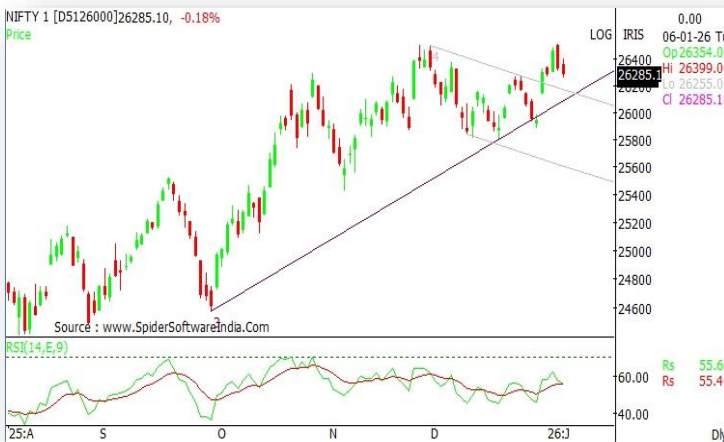 NIFTY 1 [D5126000]26285.10, -0.18%
Price
LOG IRIS
0.00
06-01-26
Op26354.0
Hi 26399.0
Lo 26255.0
Cl 26285.1
26400
26285.1
26200
26000
25800
25600
25400
25200
25000
24800
24600
4
Source : www.SpiderSoftwareIndia.Com
RSI(14,E,9)
60.00
40.00
Rs 55.6
Rs 55.4
25:A S O N D 26:J